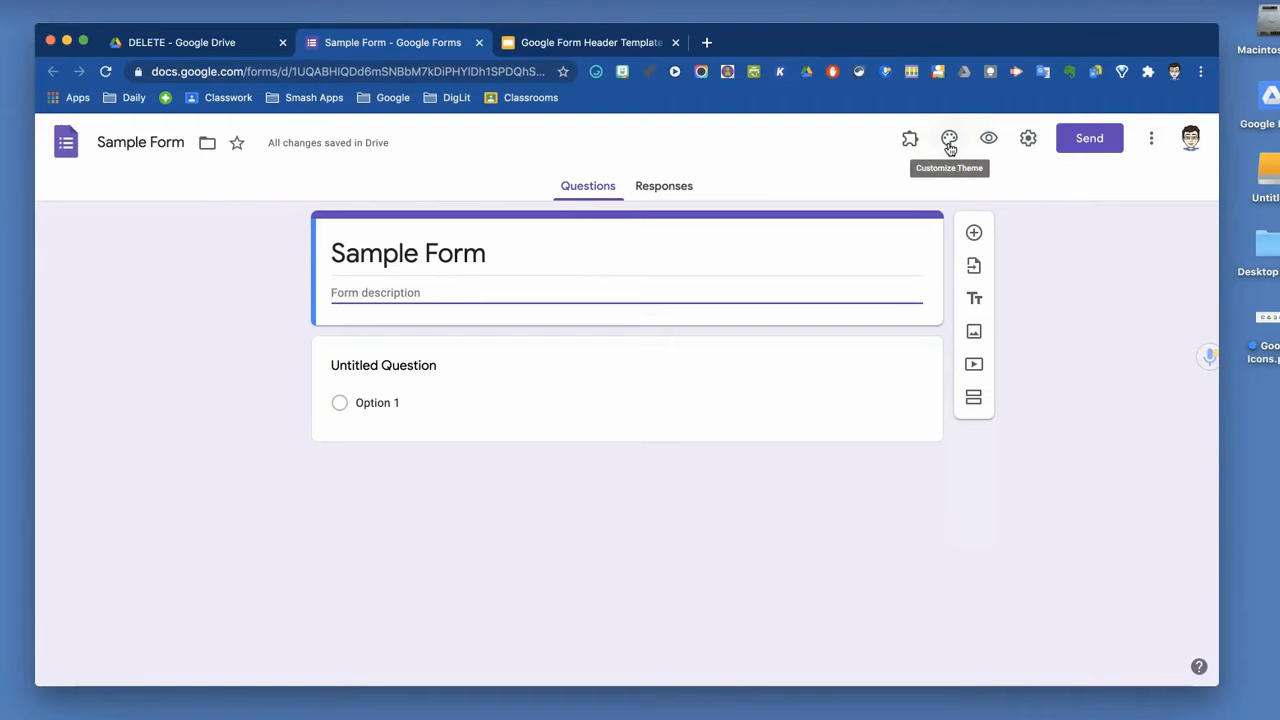 DELETE - Google Drive
Sample Form - Google Forms
Google Form Header Template
docs.google.com/forms/d/1UQABHIQDd6mSNBbM7kDiPHYlDh1SPDQhS...
Apps
Daily
Classwork
Smash Apps
Google
DigLit
Classrooms
Macintos
Google I
Untitl
Desktop
Goo
Icons.p
Sample Form
All changes saved in Drive
Send
Customize Theme
Questions
Responses
Sample Form
Form description
Untitled Question
Option 1